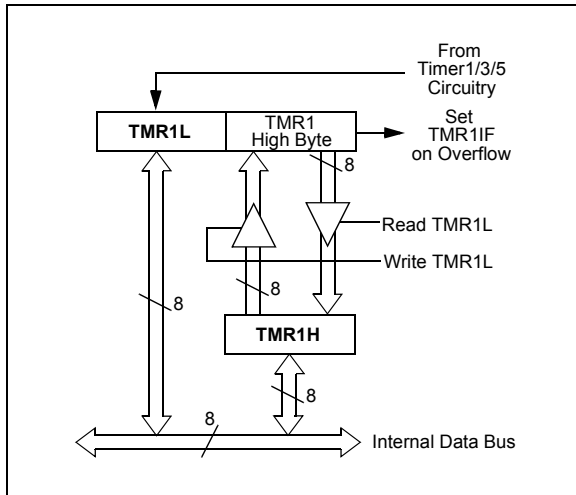 From
Timer1/3/5
Circuitry
TMR1L
TMR1
High Byte
Set
TMR1IF
on Overflow
8
Read TMR1L
Write TMR1L
8
8
TMR1H
8
8
Internal Data Bus